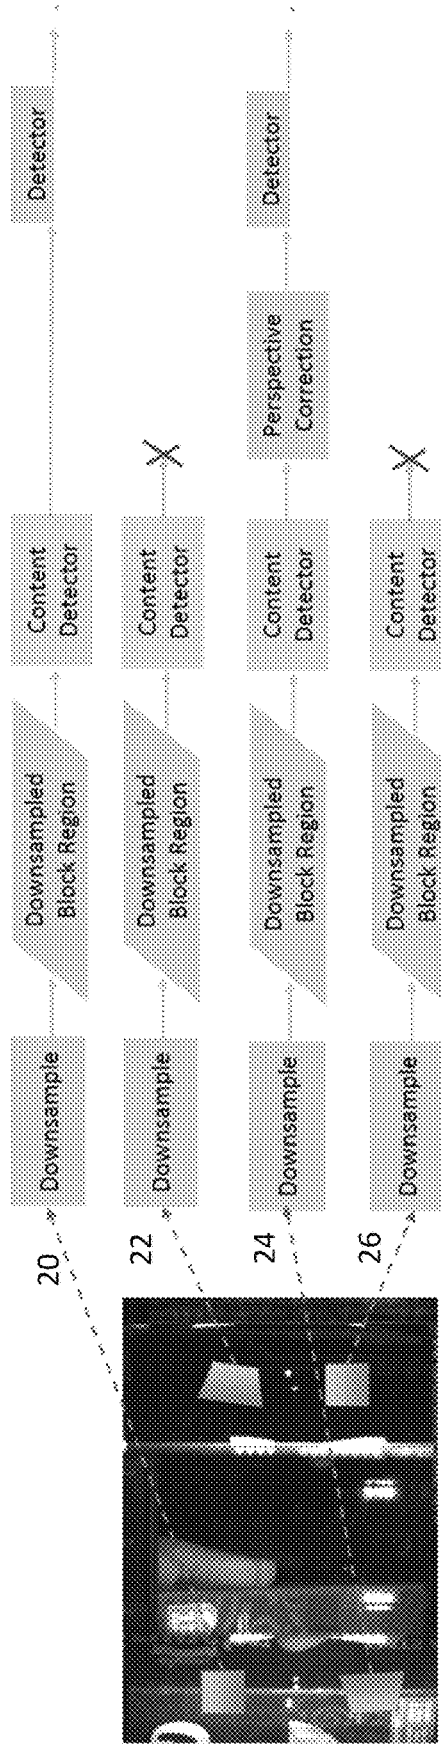 20
Downsample
Downsampled
Block Region
Content
Detector
Detector
22
Downsample
Downsampled
Block Region
Content
Detector
X
24
Downsample
Downsampled
Block Region
Content
Detector
Perspective
Correction
Detector
26
Downsample
Downsampled
Block Region
Content
Detector
X